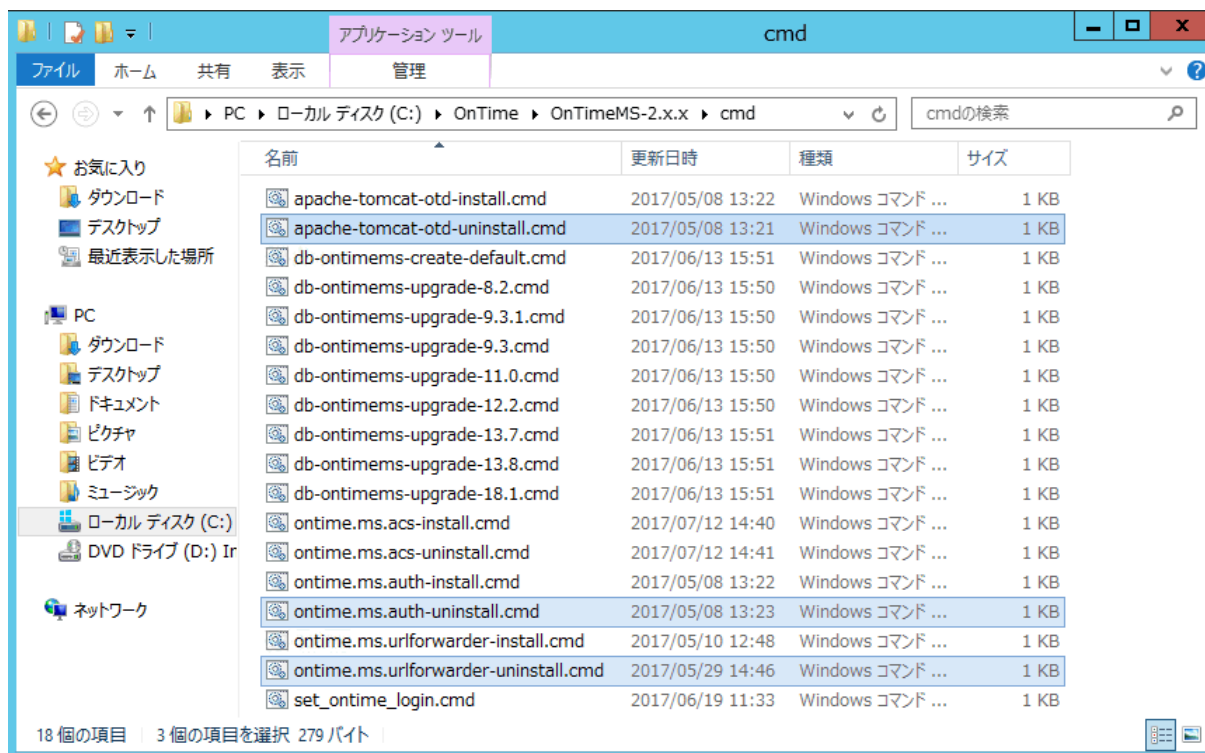 アプリケーション ツール
cmd
ファイル ホーム 共有 表示 管理
PC ローカル ディスク (C:) OnTime OnTimeMS-2.x.x cmd
cmdの検索
お気に入り
ダウンロード
デスクトップ
最近表示した場所
PC
ダウンロード
デスクトップ
ドキュメント
ピクチャ
ビデオ
ミュージック
ローカル ディスク (C:)
DVD ドライブ (D:) Ir
ネットワーク
名前 更新日時 種類 サイズ
apache-tomcat-otd-install.cmd 2017/05/08 13:22 Windows コマンド ... 1 KB
apache-tomcat-otd-uninstall.cmd 2017/05/08 13:21 Windows コマンド ... 1 KB
db-ontimems-create-default.cmd 2017/06/13 15:51 Windows コマンド ... 1 KB
db-ontimems-upgrade-8.2.cmd 2017/06/13 15:50 Windows コマンド ... 1 KB
db-ontimems-upgrade-9.3.1.cmd 2017/06/13 15:50 Windows コマンド ... 1 KB
db-ontimems-upgrade-9.3.cmd 2017/06/13 15:50 Windows コマンド ... 1 KB
db-ontimems-upgrade-11.0.cmd 2017/06/13 15:50 Windows コマンド ... 1 KB
db-ontimems-upgrade-12.2.cmd 2017/06/13 15:50 Windows コマンド ... 1 KB
db-ontimems-upgrade-13.7.cmd 2017/06/13 15:51 Windows コマンド ... 1 KB
db-ontimems-upgrade-13.8.cmd 2017/06/13 15:51 Windows コマンド ... 1 KB
db-ontimems-upgrade-18.1.cmd 2017/06/13 15:51 Windows コマンド ... 1 KB
ontime.ms.acs-install.cmd 2017/07/12 14:40 Windows コマンド ... 1 KB
ontime.ms.acs-uninstall.cmd 2017/07/12 14:41 Windows コマンド ... 1 KB
ontime.ms.auth-install.cmd 2017/05/08 13:22 Windows コマンド ... 1 KB
ontime.ms.auth-uninstall.cmd 2017/05/08 13:23 Windows コマンド ... 1 KB
ontime.ms.urlforwarder-install.cmd 2017/05/10 12:48 Windows コマンド ... 1 KB
ontime.ms.urlforwarder-uninstall.cmd 2017/05/29 14:46 Windows コマンド ... 1 KB
set_ontime_login.cmd 2017/06/19 11:33 Windows コマンド ... 1 KB
18 個の項目 3 個の項目を選択 279 バイト